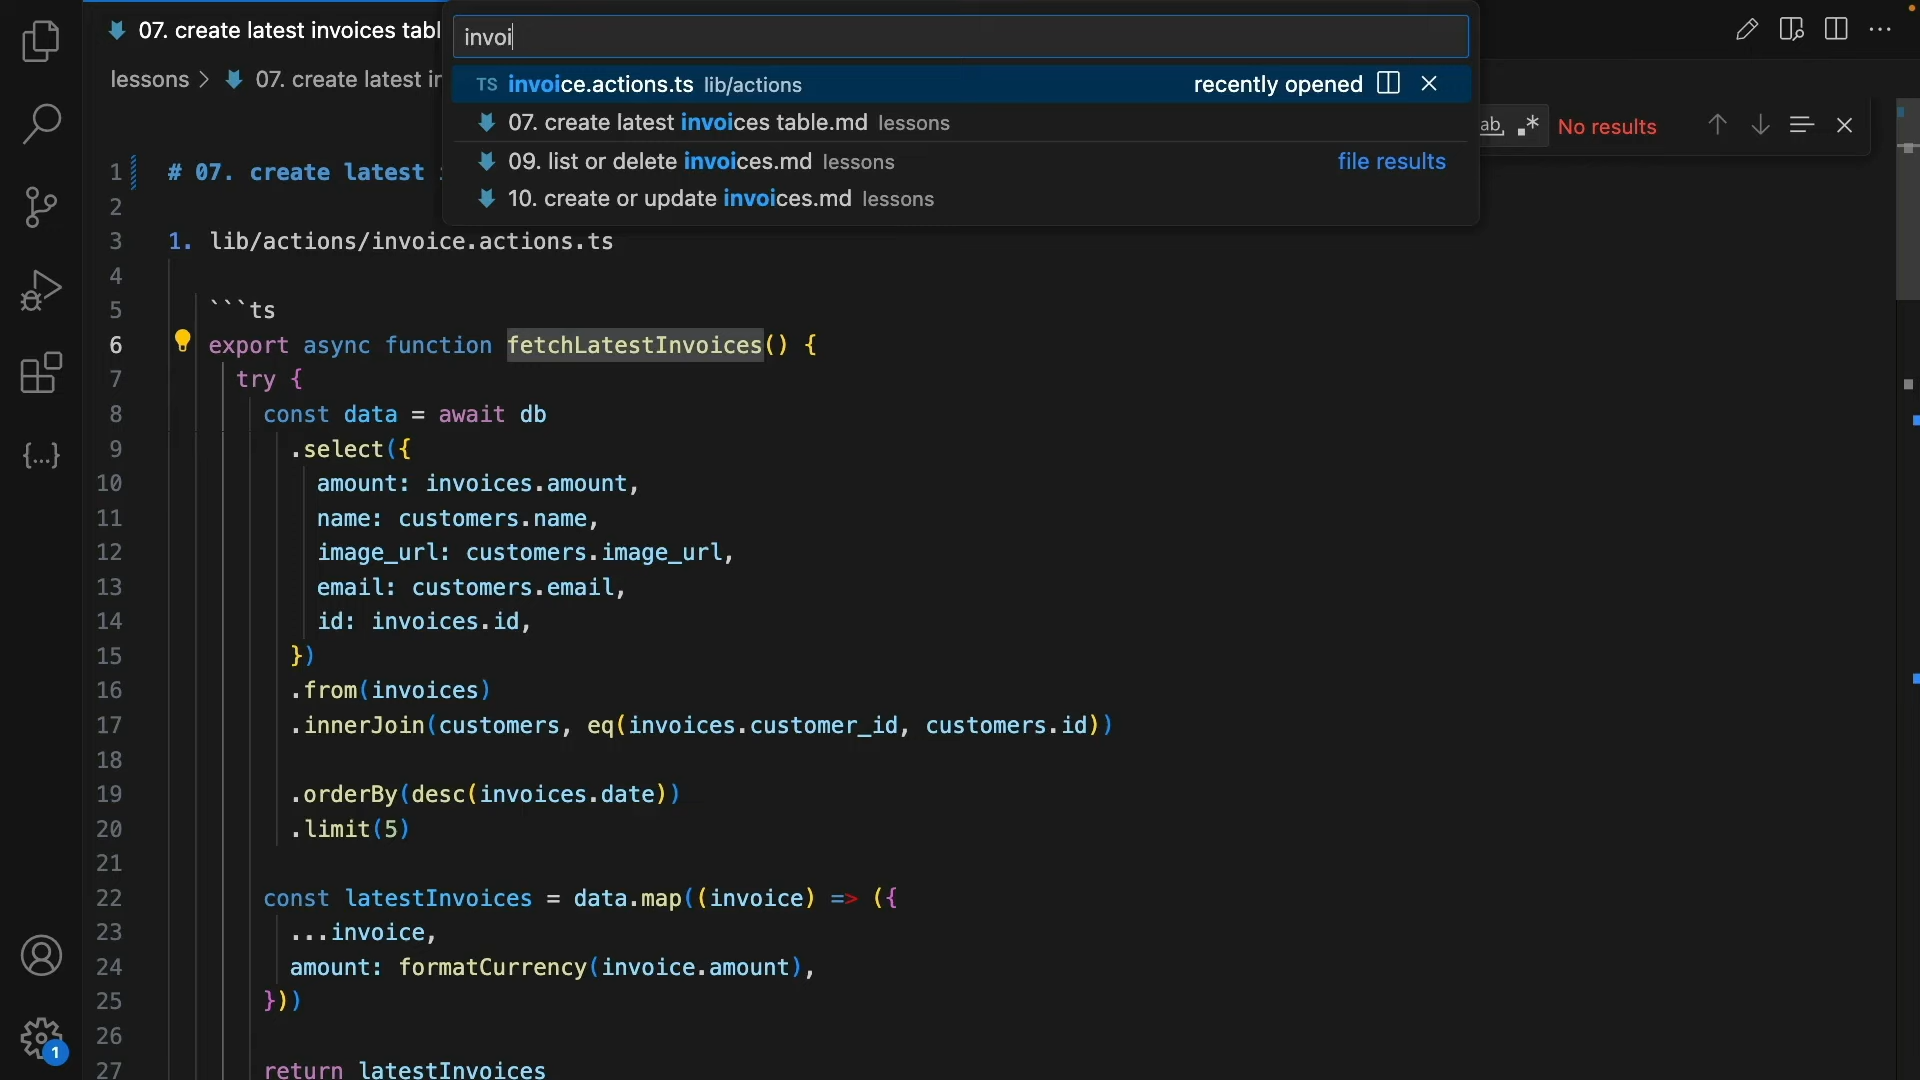 07. create latest invoices tabl
invoi
lessons > 07. create latest in
TS invoice.actions.ts lib/actions recently opened
07. create latest invoices table.md lessons
09. list or delete invoices.md lessons file results
10. create or update invoices.md lessons
ab .* No results
1 # 07. create latest
2
3 1. lib/actions/invoice.actions.ts
4
5 ```ts
6 export async function fetchLatestInvoices() {
7 try {
8 const data = await db
9 .select({
10 amount: invoices.amount,
11 name: customers.name,
12 image_url: customers.image_url,
13 email: customers.email,
14 id: invoices.id,
15 })
16 .from(invoices)
17 .innerJoin(customers, eq(invoices.customer_id, customers.id))
18
19 .orderBy(desc(invoices.date))
20 .limit(5)
21
22 const latestInvoices = data.map((invoice) => ({
23 ...invoice,
24 amount: formatCurrency(invoice.amount),
25 }))
26
27 return latestInvoices
{...}
1